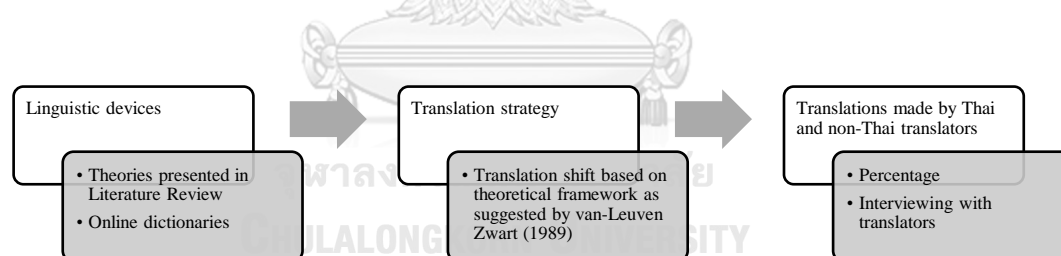 Linguistic devices
• Theories presented in
Literature Review
• Online dictionaries
Translation strategy
• Translation shift based on
theoretical framework as
suggested by van-Leuven
Zwart (1989)
Translations made by Thai
and non-Thai translators
• Percentage
• Interviewing with
translators
CHULALONG UNIVERSITY